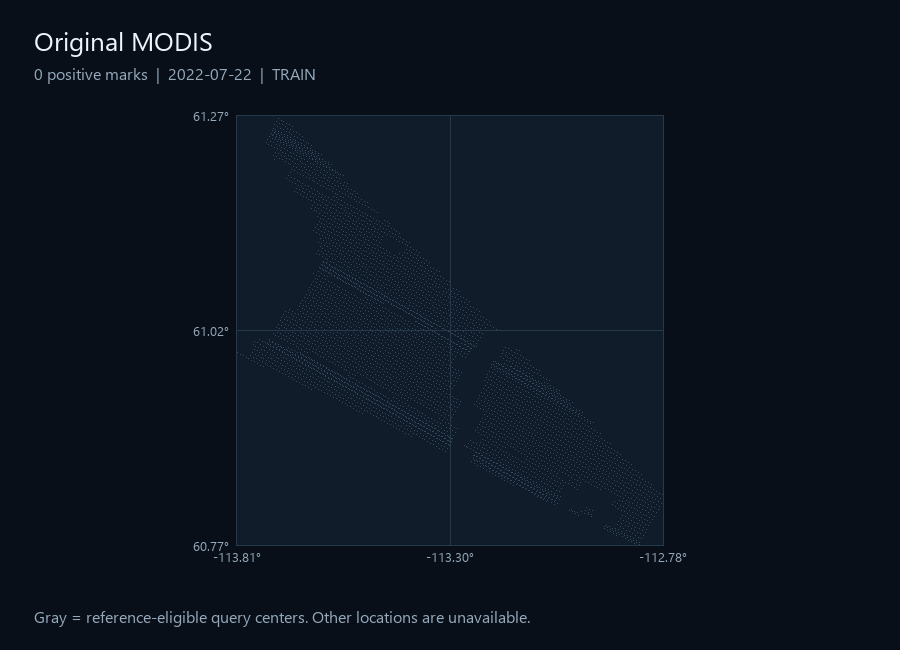 Original MODIS
0 positive marks | 2022-07-22 | TRAIN
61.27°
61.02°
60.77°
-113.81°
-113.30°
-112.78°
Gray = reference-eligible query centers. Other locations are unavailable.